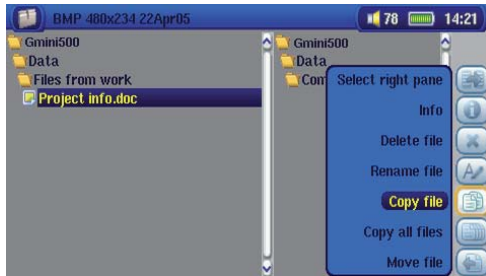 BMP 480x234 22Apr05
78
14:21
Gmini500
Data
Files from work
Project info.doc
Gmini500
Data
Com
Select right pane
Info
Delete file
Rename file
Copy file
Copy all files
Move file